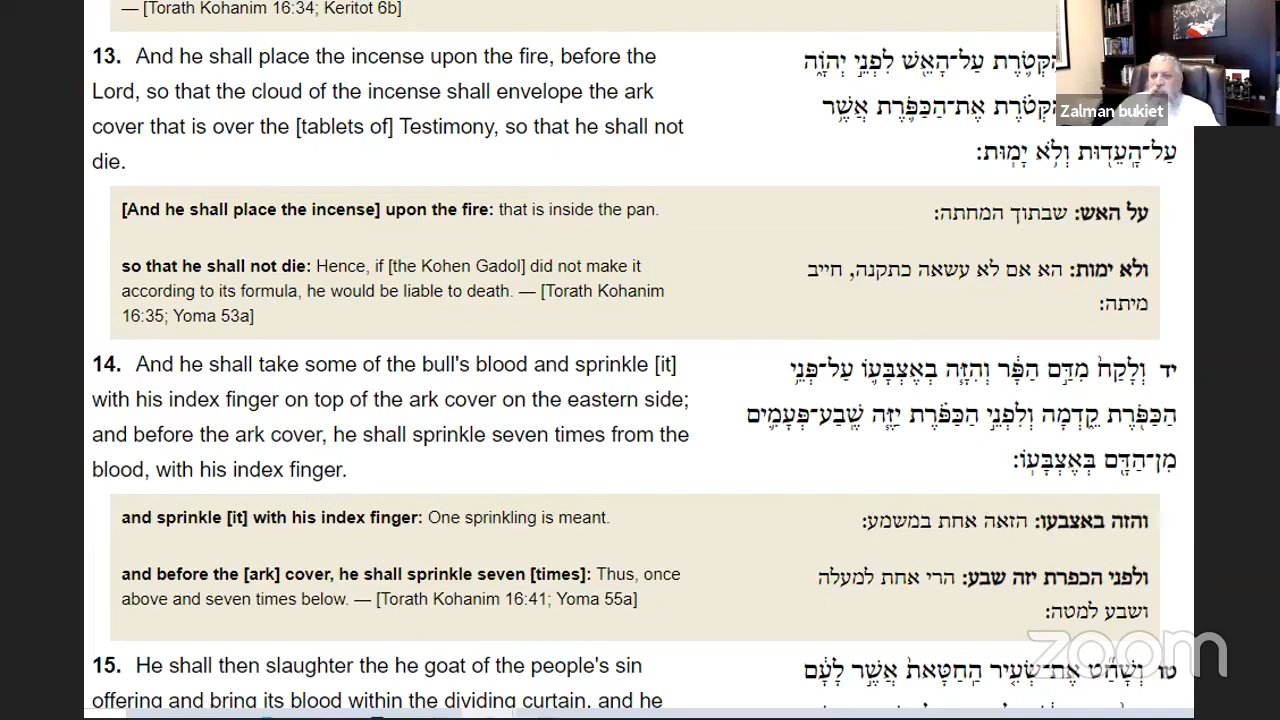 — [Torath Kohanim 16:34; Keritot 6b]
13. And he shall place the incense upon the fire, before the
Lord, so that the cloud of the incense shall envelope the ark
cover that is over the [tablets of] Testimony, so that he shall not
die.
הַקְּטֹ֛רֶת עַל־הָאֵ֖שׁ לִפְנֵ֣י יְהֹוָ֑ה
הַקְּטֹ֗רֶת אֶת־הַכַּפֹּ֛רֶת אֲשֶׁ֥ר
עַל־הָעֵד֖וּת וְלֹ֥א יָמֽוּת:
Zalman bukiet
[And he shall place the incense] upon the fire: that is inside the pan.
על האש: שבתוך המחתה:
so that he shall not die: Hence, if [the Kohen Gadol] did not make it
according to its formula, he would be liable to death. — [Torath Kohanim
16:35; Yoma 53a]
ולא ימות: הא אם לא עשאה כתקנה, חייב
מיתה:
14. And he shall take some of the bull's blood and sprinkle [it]
with his index finger on top of the ark cover on the eastern side;
and before the ark cover, he shall sprinkle seven times from the
blood, with his index finger.
יד וְלָקַח֙ מִדַּ֣ם הַפָּ֔ר וְהִזָּ֧ה בְאֶצְבָּע֛וֹ עַל־פְּנֵ֥י
הַכַּפֹּ֖רֶת קֵ֑דְמָה וְלִפְנֵ֣י הַכַּפֹּ֗רֶת יַזֶּ֧ה שֶֽׁבַע־פְּעָמִ֛ים
מִן־הַדָּ֖ם בְּאֶצְבָּעֽוֹ:
and sprinkle [it] with his index finger: One sprinkling is meant.
והזה באצבעו: הזאה אחת במשמע:
and before the [ark] cover, he shall sprinkle seven [times]: Thus, once
above and seven times below. — [Torath Kohanim 16:41; Yoma 55a]
ולפני הכפרת יזה שבע: הרי אחת למעלה
ושבע למטה:
15. He shall then slaughter the he goat of the people's sin
offering and bring its blood within the dividing curtain, and he
טו וְשָׁחַ֞ט אֶת־שְׂעִ֤יר הַֽחַטָּאת֙ אֲשֶׁ֣ר לָעָ֔ם
zoom